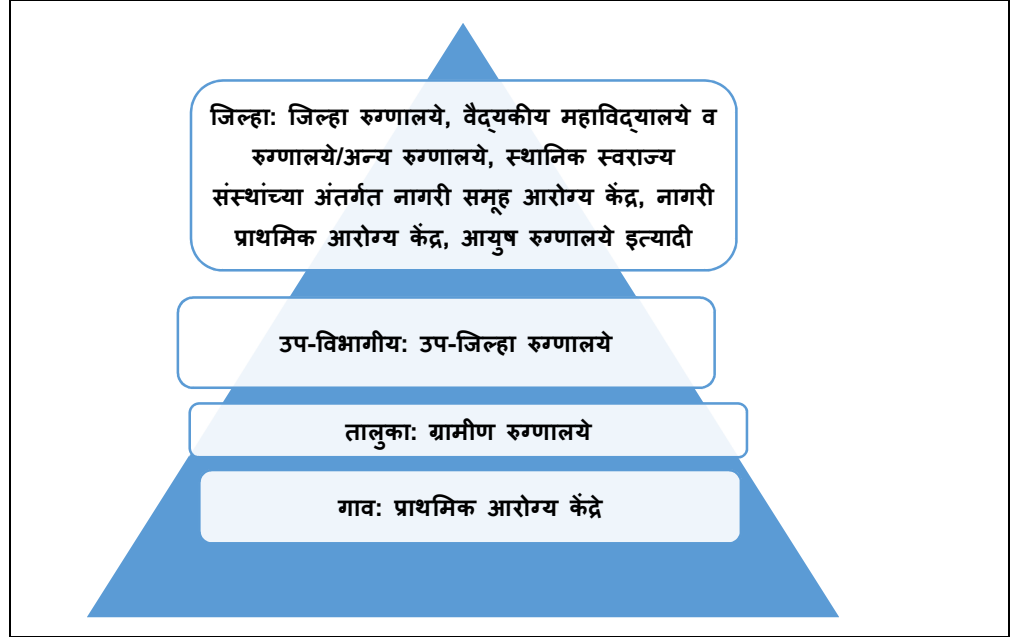 जिल्हा: जिल्हा रुग्णालये, वैद्यकीय महाविद्यालये व
रुग्णालये/अन्य रुग्णालये, स्थानिक स्वराज्य
संस्थांच्या अंतर्गत नागरी समूह आरोग्य केंद्र, नागरी
प्राथमिक आरोग्य केंद्र, आयुष रुग्णालये इत्यादी
उप-विभागीय: उप-जिल्हा रुग्णालये
तालुका: ग्रामीण रुग्णालये
गाव: प्राथमिक आरोग्य केंद्रे